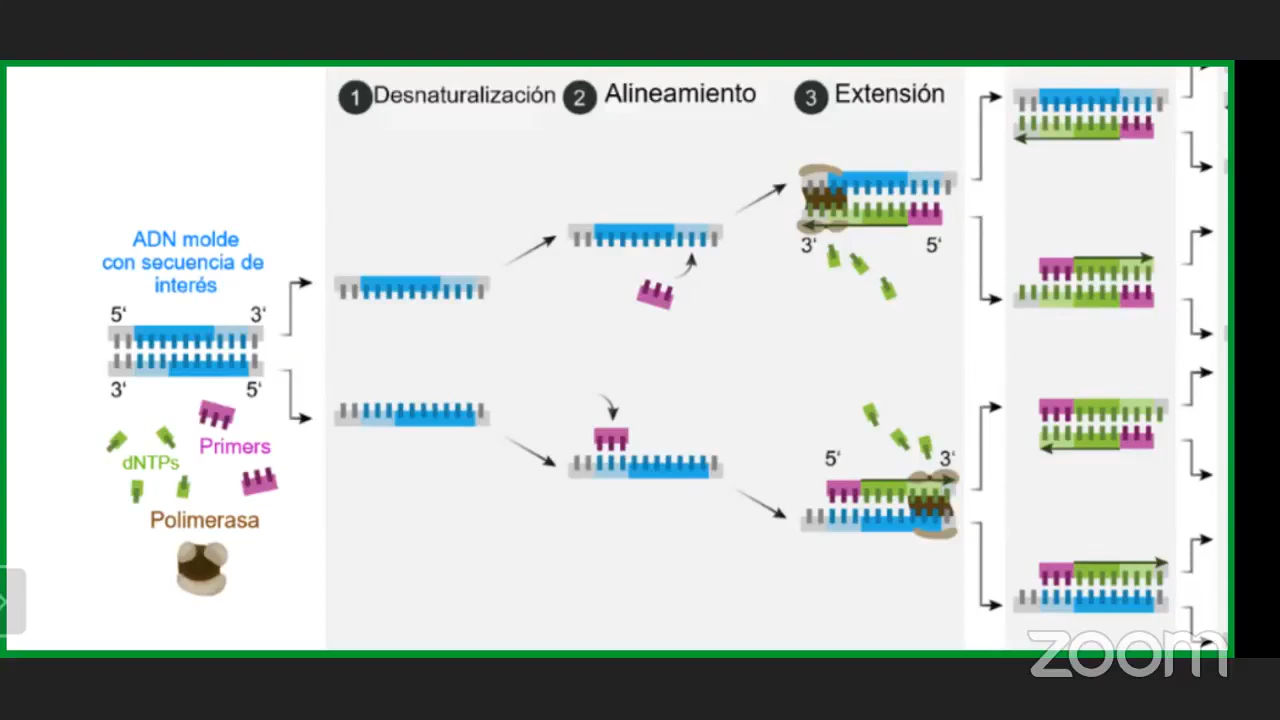 1 Desnaturalización
2 Alineamiento
3 Extensión
ADN molde
con secuencia de
interés
5‘ 3‘
3‘ 5‘
Primers
dNTPs
Polimerasa
3‘ 5‘
5‘ 3‘
zoom